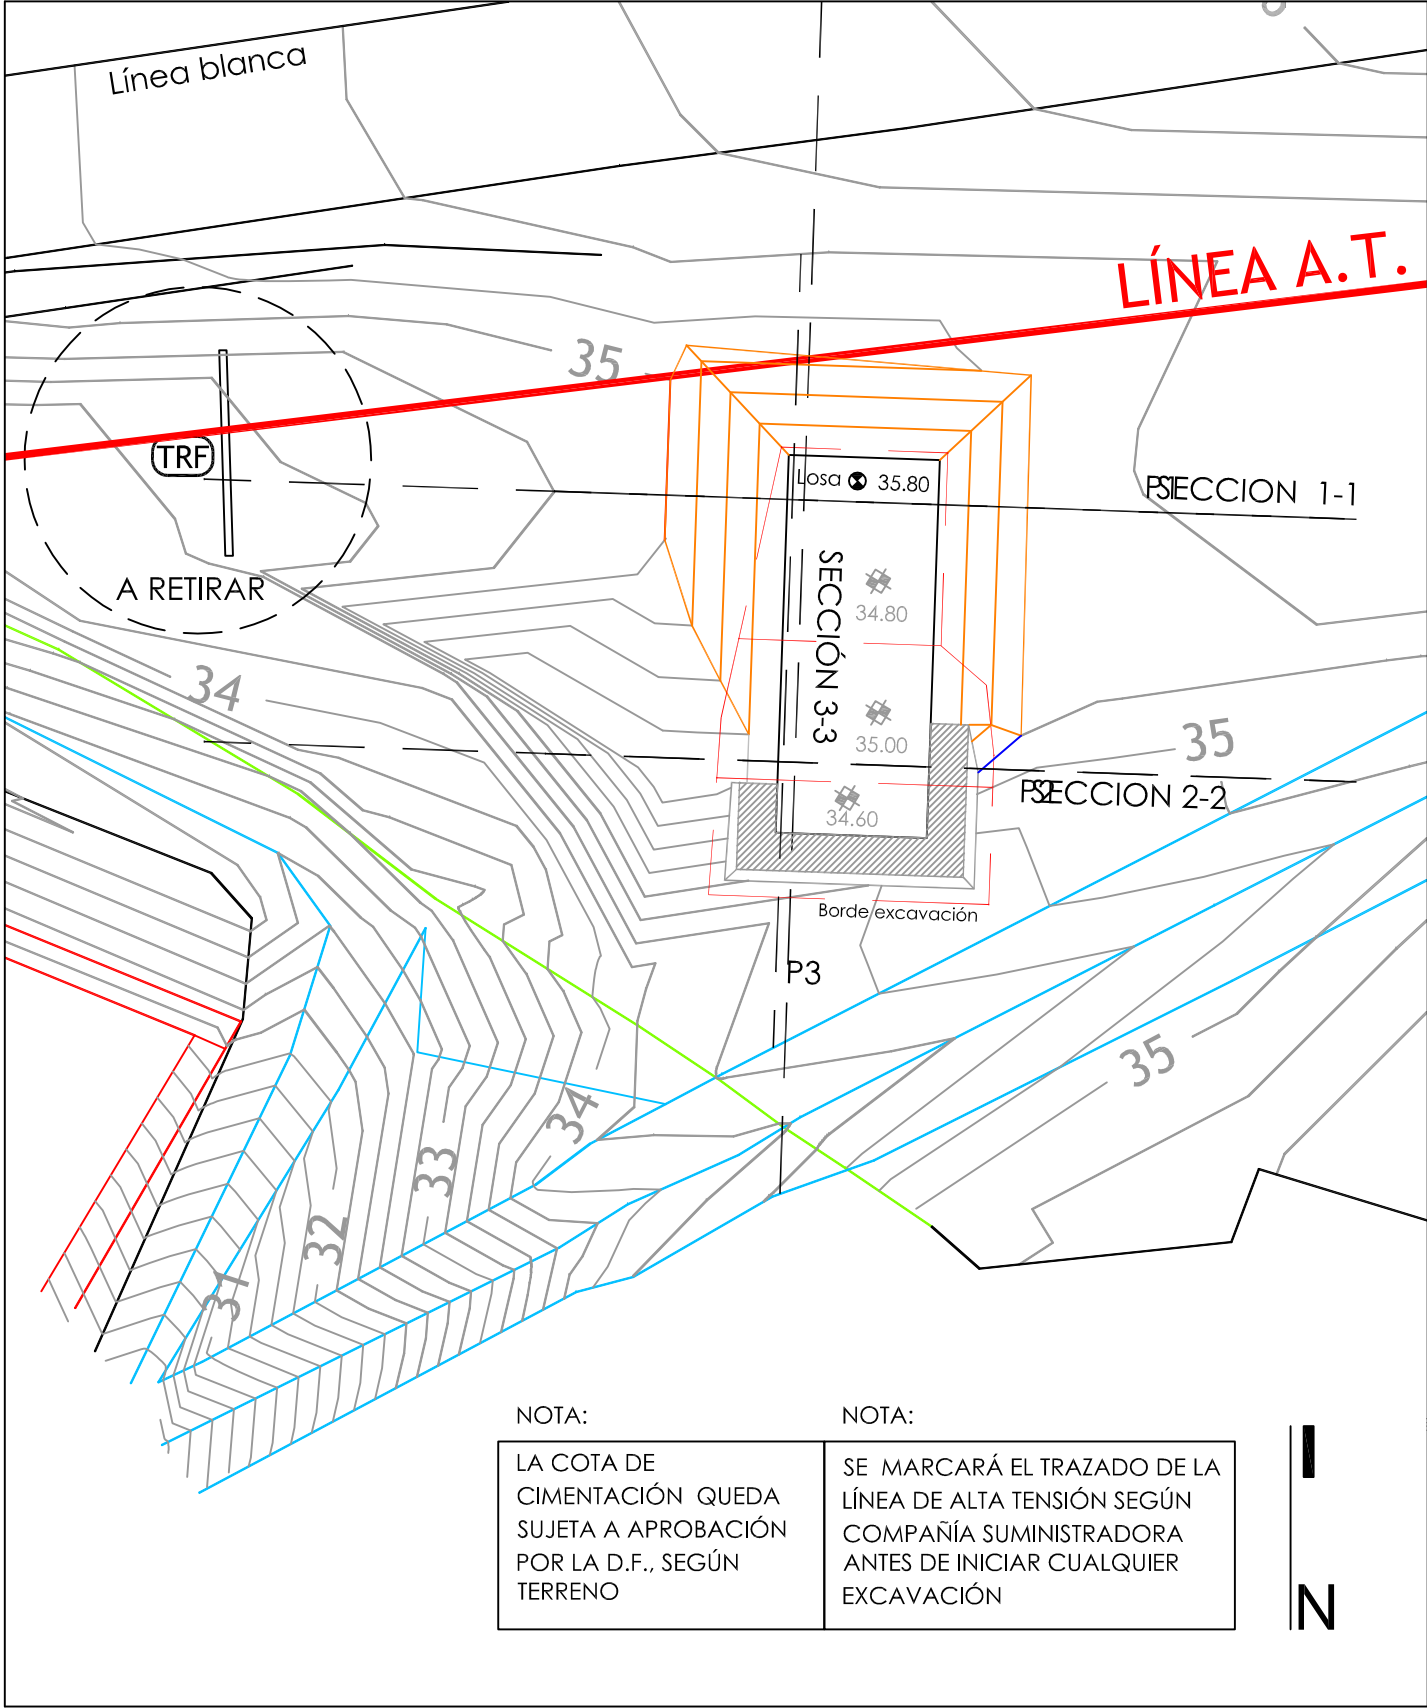 Línea blanca
LÍNEA A.T.
35
TRF
Losa 35.80
SECCION 1-1
A RETIRAR
SECCIÓN 3-3
34.80
34
35.00
35
SECCION 2-2
34.60
Borde excavación
P3
35
34
33
32
31
NOTA:
LA COTA DE
CIMENTACIÓN QUEDA
SUJETA A APROBACIÓN
POR LA D.F., SEGÚN
TERRENO
NOTA:
SE MARCARÁ EL TRAZADO DE LA
LÍNEA DE ALTA TENSIÓN SEGÚN
COMPAÑÍA SUMINISTRADORA
ANTES DE INICIAR CUALQUIER
EXCAVACIÓN
N